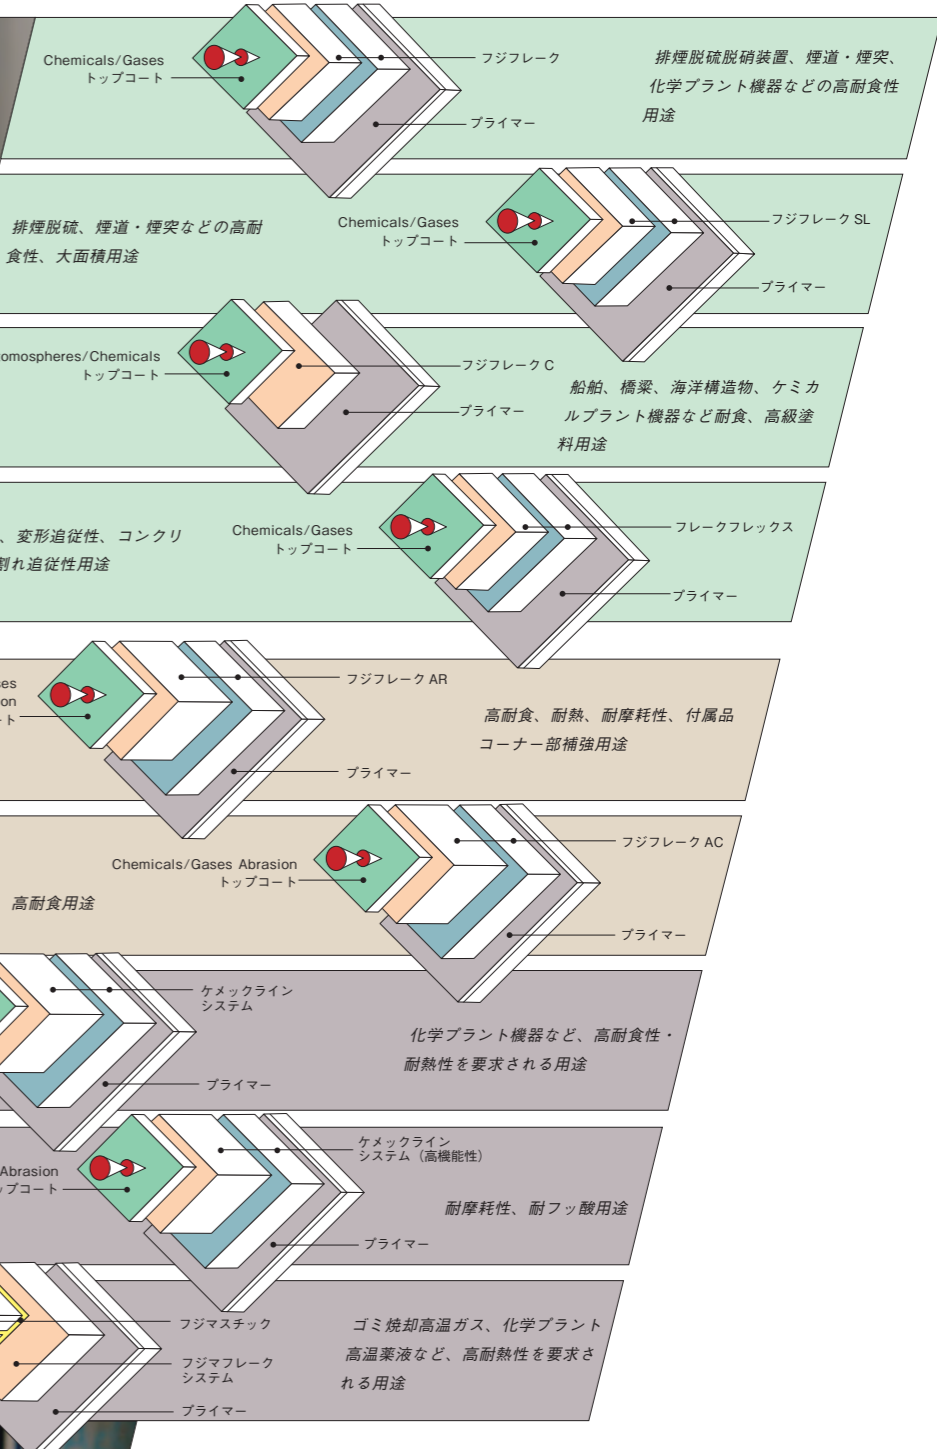 Chemicals/Gases
トップコート
フジフレーク
プライマー
排煙脱硫脱硝装置、煙道・煙突、
化学プラント機器などの高耐食性
用途
排煙脱硫、煙道・煙突などの高耐
食性、大面積用途
Chemicals/Gases
トップコート
フジフレーク SL
プライマー
omospheres/Chemicals
トップコート
フジフレーク C
プライマー
船舶、橋梁、海洋構造物、ケミカ
ルプラント機器など耐食、高級塗
料用途
、変形追従性、コンクリ
割れ追従性用途
Chemicals/Gases
トップコート
フレークフレックス
プライマー
ses
ion
ート
フジフレーク AR
プライマー
高耐食、耐熱、耐摩耗性、付属品
コーナー部補強用途
高耐食用途
Chemicals/Gases Abrasion
トップコート
フジフレーク AC
プライマー
ケメックライン
システム
プライマー
化学プラント機器など、高耐食性・
耐熱性を要求される用途
Abrasion
ップコート
ケメックライン
システム（高機能性）
プライマー
耐摩耗性、耐フッ酸用途
フジマスチック
フジマフレーク
システム
プライマー
ゴミ焼却高温ガス、化学プラント
高温薬液など、高耐熱性を要求さ
れる用途